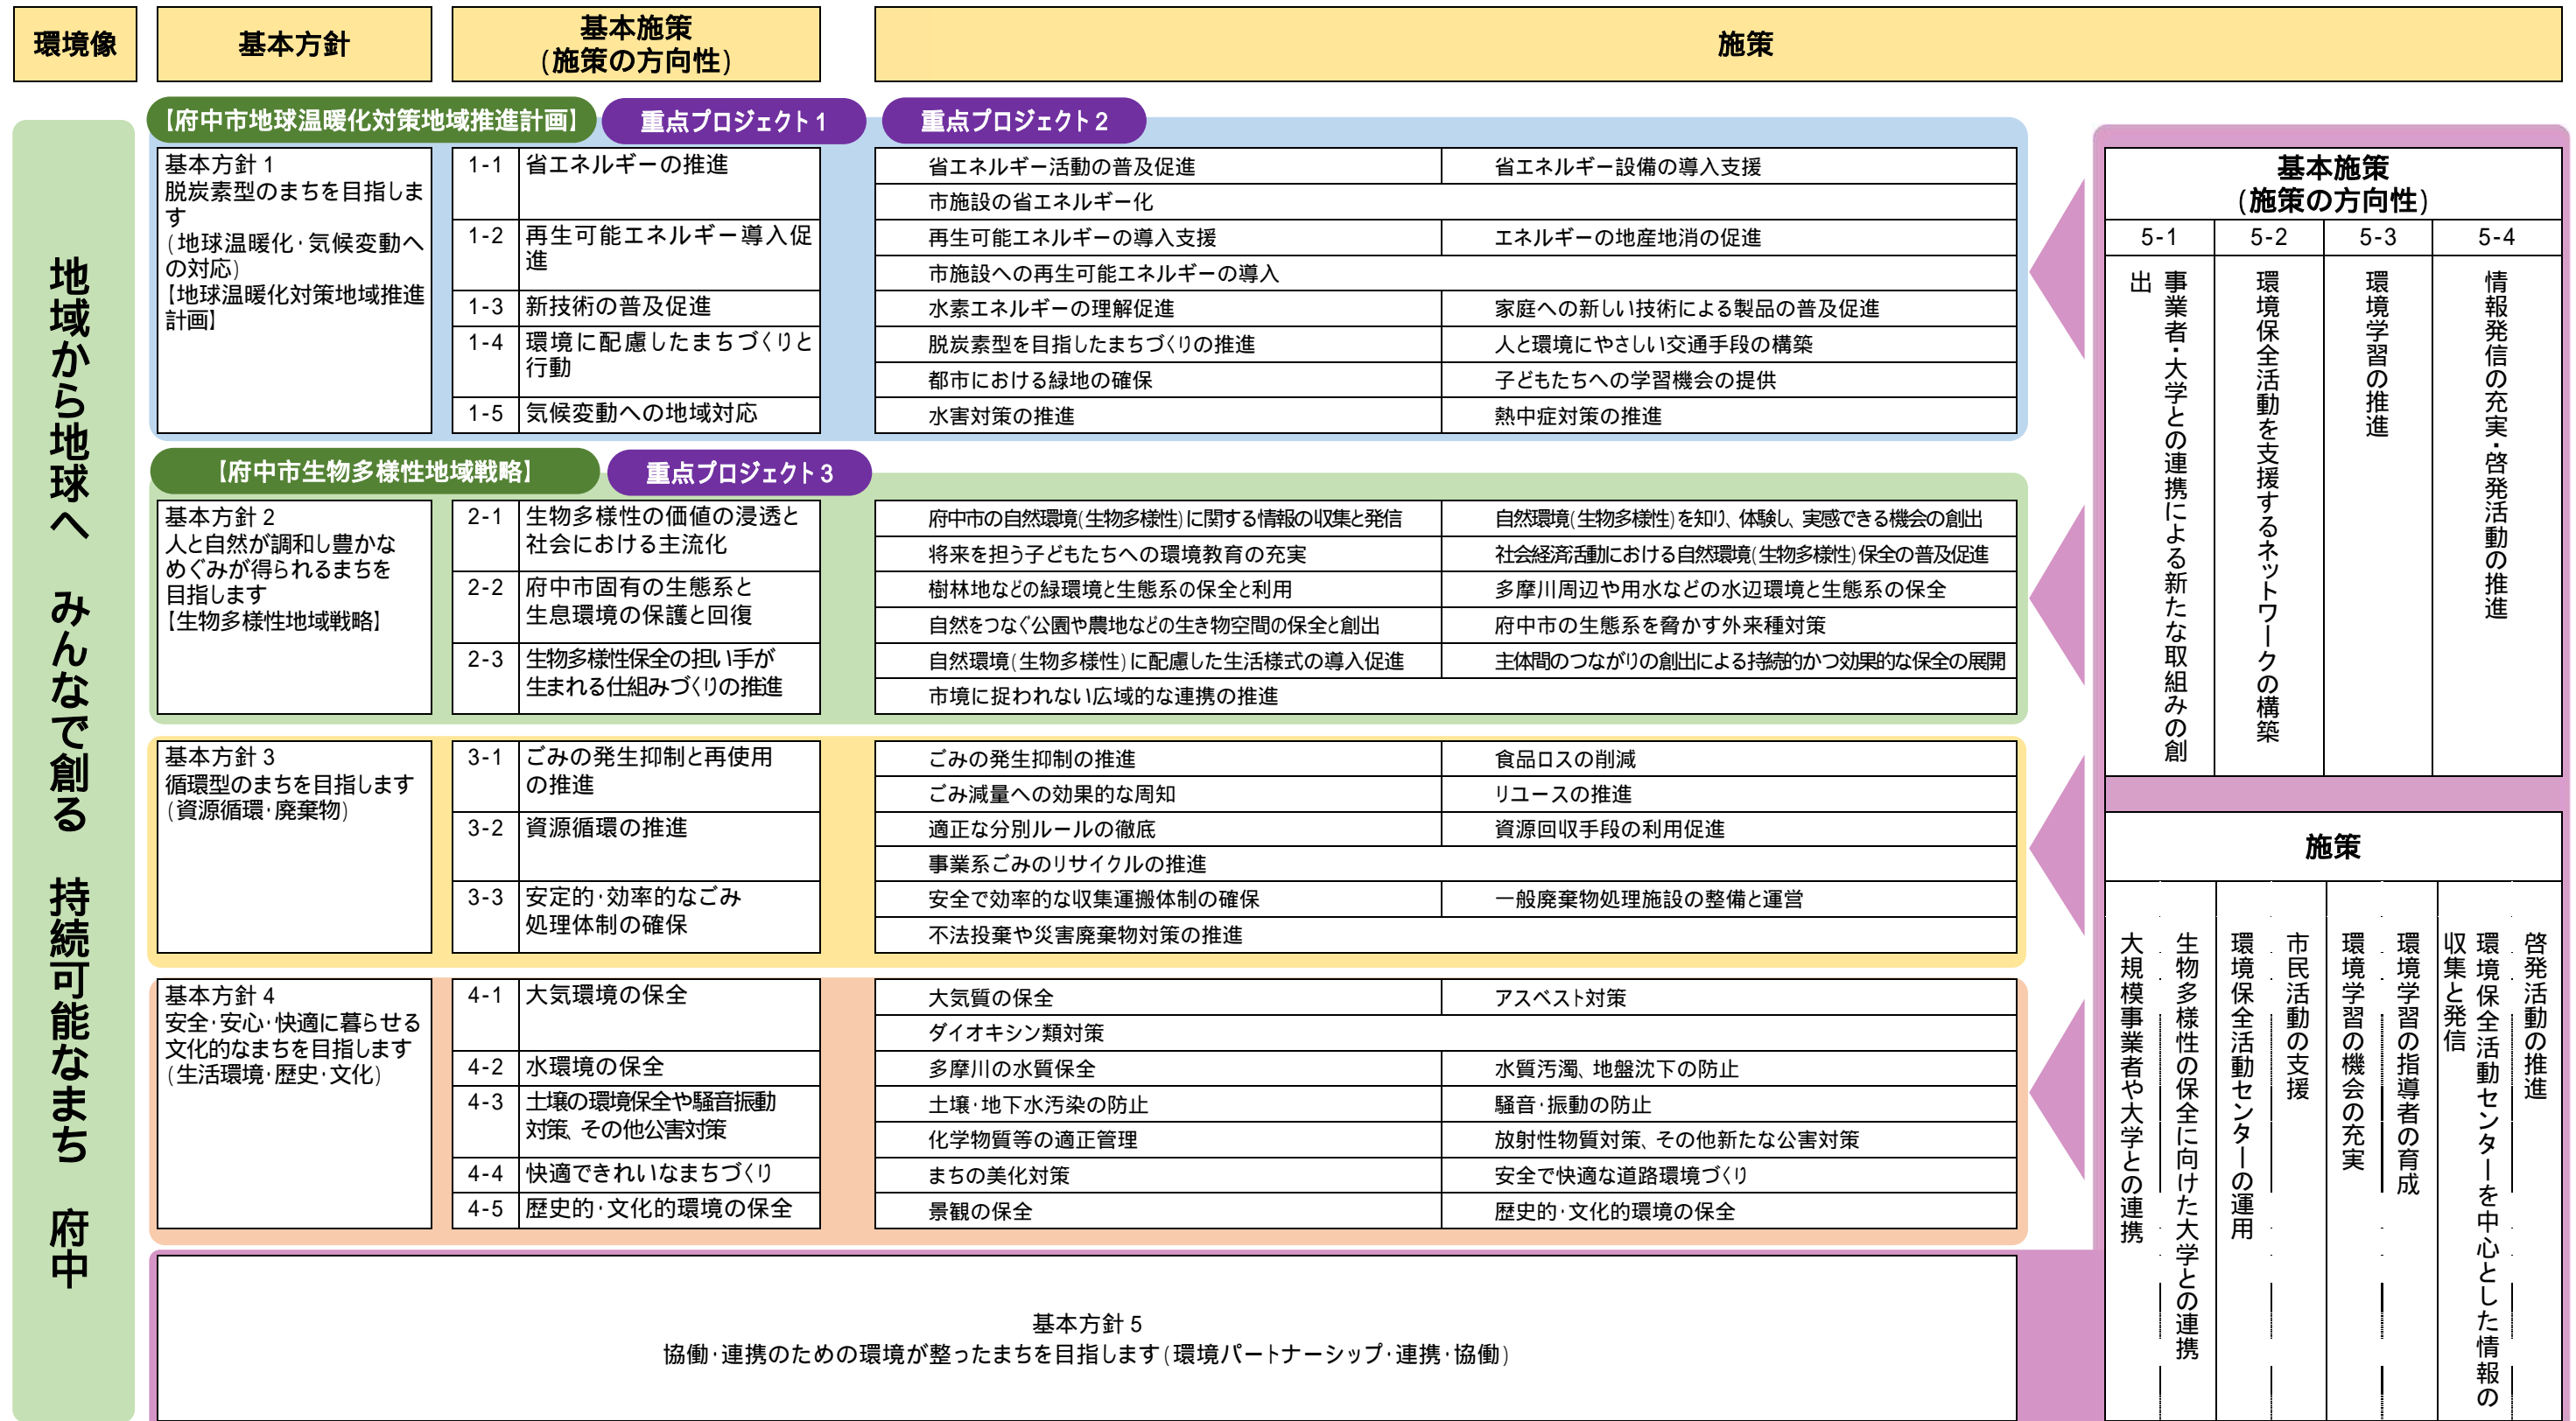 環境像
基本方針
基本施策
(施策の方向性)
施策
地域から地球へ　みんなで創る　持続可能なまち　府中
【府中市地球温暖化対策地域推進計画】
重点プロジェクト1
重点プロジェクト2
基本方針1
脱炭素型のまちを目指しま
す
(地球温暖化・気候変動へ
の対応)
【地球温暖化対策地域推進
計画】
1-1 省エネルギーの推進
省エネルギー活動の普及促進
省エネルギー設備の導入支援
市施設の省エネルギー化
1-2 再生可能エネルギー導入促
進
再生可能エネルギーの導入支援
エネルギーの地産地消の促進
市施設への再生可能エネルギーの導入
1-3 新技術の普及促進
水素エネルギーの理解促進
家庭への新しい技術による製品の普及促進
1-4 環境に配慮したまちづくりと
行動
脱炭素型を目指したまちづくりの推進
人と環境にやさしい交通手段の構築
都市における緑地の確保
子どもたちへの学習機会の提供
1-5 気候変動への地域対応
水害対策の推進
熱中症対策の推進
【府中市生物多様性地域戦略】
重点プロジェクト3
基本方針2
人と自然が調和し豊かな
めぐみが得られるまちを
目指します
【生物多様性地域戦略】
2-1 生物多様性の価値の浸透と
社会における主流化
府中市の自然環境(生物多様性)に関する情報の収集と発信
自然環境(生物多様性)を知り、体験し、実感できる機会の創出
将来を担う子どもたちへの環境教育の充実
社会経済活動における自然環境(生物多様性)保全の普及促進
2-2 府中市固有の生態系と
生息環境の保護と回復
樹林地などの緑環境と生態系の保全と利用
多摩川周辺や用水などの水辺環境と生態系の保全
自然をつなぐ公園や農地などの生き物空間の保全と創出
府中市の生態系を脅かす外来種対策
2-3 生物多様性保全の担い手が
生まれる仕組みづくりの推進
自然環境(生物多様性)に配慮した生活様式の導入促進
主体間のつながりの創出による持続的かつ効果的な保全の展開
市境に捉われない広域的な連携の推進
基本方針3
循環型のまちを目指します
(資源循環・廃棄物)
3-1 ごみの発生抑制と再使用
の推進
ごみの発生抑制の推進
食品ロスの削減
ごみ減量への効果的な周知
リユースの推進
3-2 資源循環の推進
適正な分別ルールの徹底
資源回収手段の利用促進
事業系ごみのリサイクルの推進
3-3 安定的・効率的なごみ
処理体制の確保
安全で効率的な収集運搬体制の確保
一般廃棄物処理施設の整備と運営
不法投棄や災害廃棄物対策の推進
基本方針4
安全・安心・快適に暮らせる
文化的なまちを目指します
(生活環境・歴史・文化)
4-1 大気環境の保全
大気質の保全
アスベスト対策
ダイオキシン類対策
4-2 水環境の保全
多摩川の水質保全
水質汚濁、地盤沈下の防止
4-3 土壌の環境保全や騒音振動
対策、その他公害対策
土壌・地下水汚染の防止
騒音・振動の防止
化学物質等の適正管理
放射性物質対策、その他新たな公害対策
4-4 快適できれいなまちづくり
まちの美化対策
安全で快適な道路環境づくり
4-5 歴史的・文化的環境の保全
景観の保全
歴史的・文化的環境の保全
基本方針5
協働・連携のための環境が整ったまちを目指します(環境パートナーシップ・連携・協働)
基本施策
(施策の方向性)
5-1
事業者・大学との連携による新たな取組みの創
出
5-2
環境保全活動を支援するネットワークの構築
5-3
環境学習の推進
5-4
情報発信の充実・啓発活動の推進
施策
大規模事業者や大学との連携
生物多様性の保全に向けた大学との連携
環境保全活動センターの運用
市民活動の支援
環境学習の機会の充実
環境学習の指導者の育成
環境保全活動センターを中心とした情報の
収集と発信
啓発活動の推進